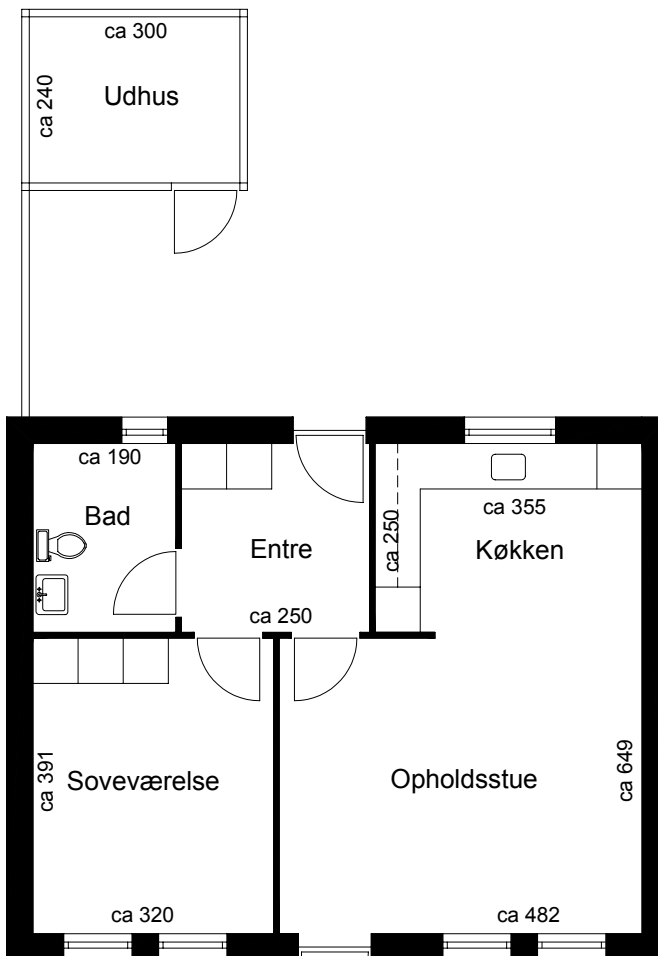 ca 300
ca 240
Udhus
ca 190
Bad
Entre
ca 250
ca 250
ca 355
Køkken
ca 391
Soveværelse
ca 320
Opholdsstue
ca 649
ca 482